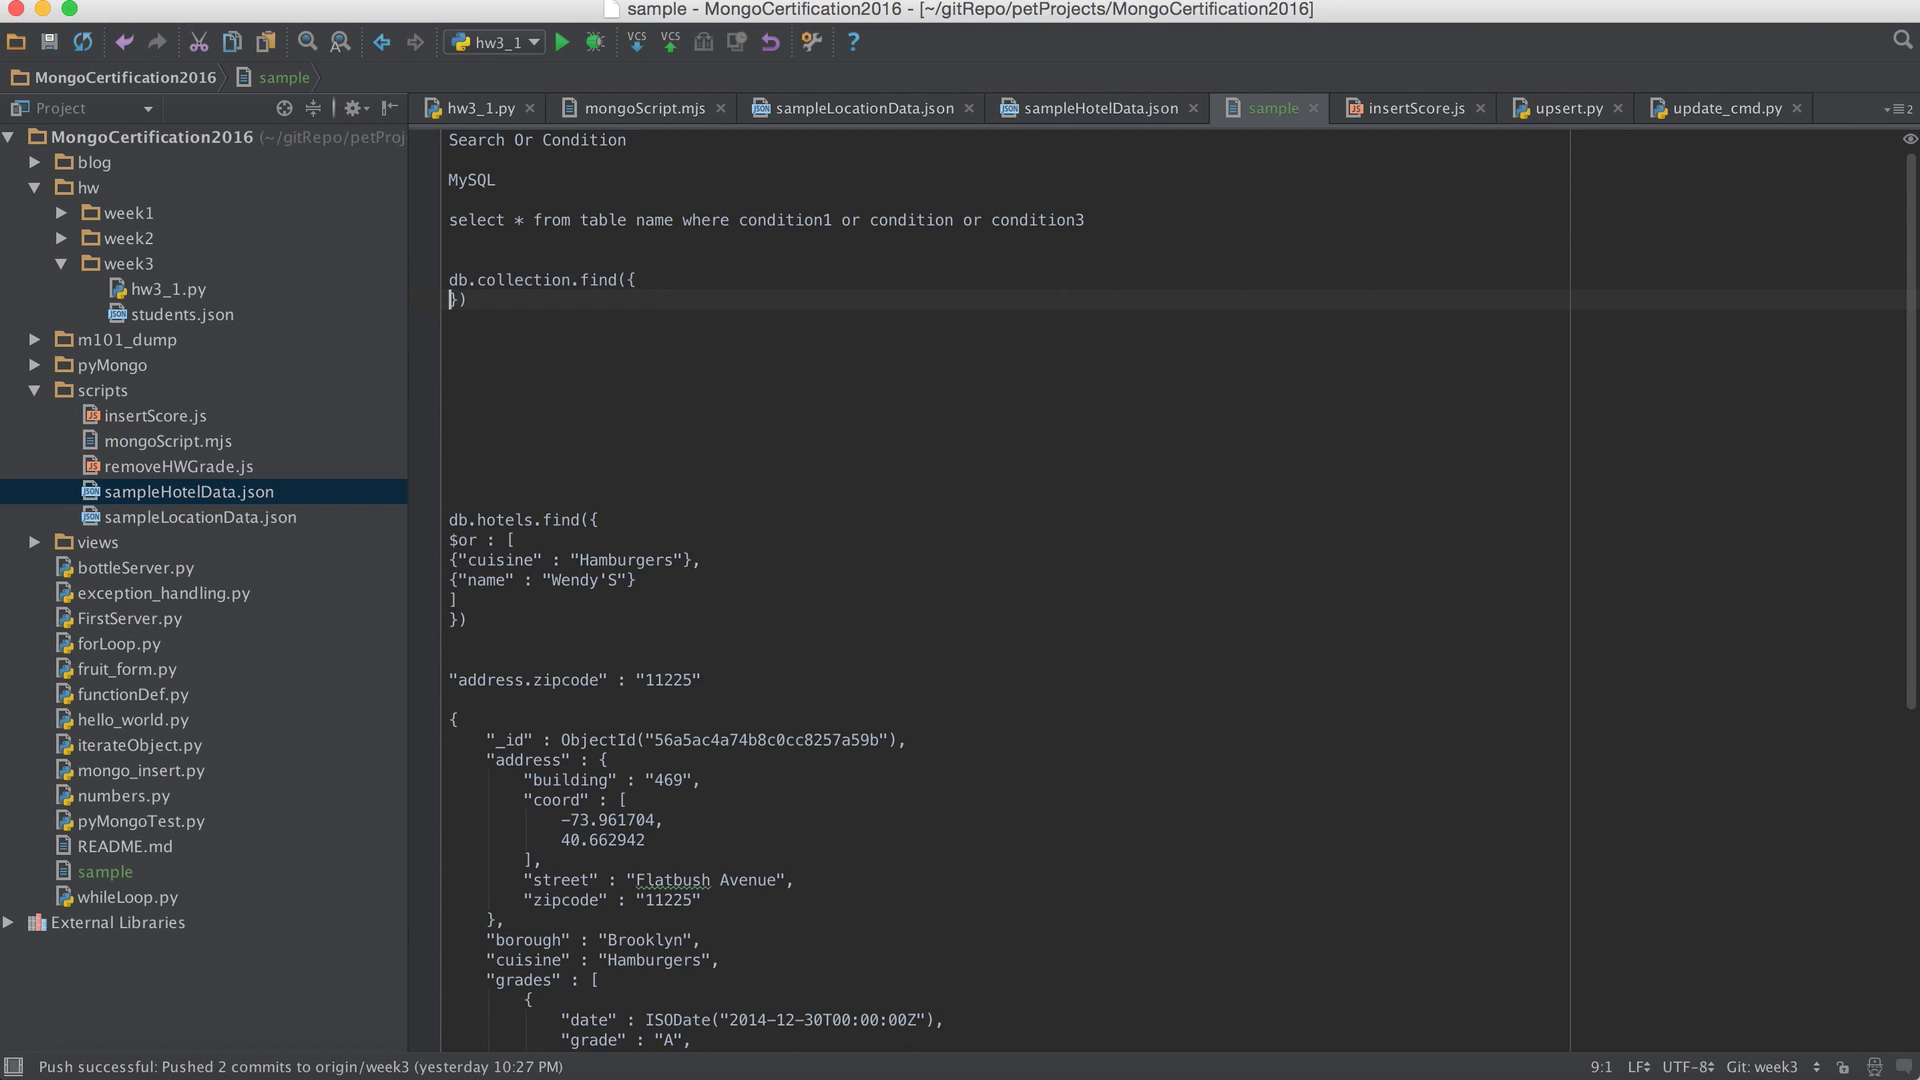 sample - MongoCertification2016 - [~/gitRepo/petProjects/MongoCertification2016]
hw3_1
VCS
VCS
MongoCertification2016
sample
Project
hw3_1.py
mongoScript.mjs
sampleLocationData.json
sampleHotelData.json
sample
insertScore.js
upsert.py
update_cmd.py
2
MongoCertification2016 (~/gitRepo/petProj
blog
hw
week1
week2
week3
hw3_1.py
students.json
m101_dump
pyMongo
scripts
insertScore.js
mongoScript.mjs
removeHWGrade.js
sampleHotelData.json
sampleLocationData.json
views
bottleServer.py
exception_handling.py
FirstServer.py
forLoop.py
fruit_form.py
functionDef.py
hello_world.py
iterateObject.py
mongo_insert.py
numbers.py
pyMongoTest.py
README.md
sample
whileLoop.py
External Libraries
Search Or Condition
MySQL
select * from table name where condition1 or condition or condition3
db.collection.find({
})
db.hotels.find({
$or : [
{"cuisine" : "Hamburgers"},
{"name" : "Wendy'S"}
]
})
"address.zipcode" : "11225"
{
"_id" : ObjectId("56a5ac4a74b8c0cc8257a59b"),
"address" : {
"building" : "469",
"coord" : [
-73.961704,
40.662942
],
"street" : "Flatbush Avenue",
"zipcode" : "11225"
},
"borough" : "Brooklyn",
"cuisine" : "Hamburgers",
"grades" : [
{
"date" : ISODate("2014-12-30T00:00:00Z"),
"grade" : "A",
Push successful: Pushed 2 commits to origin/week3 (yesterday 10:27 PM)
9:1 LF UTF-8 Git: week3